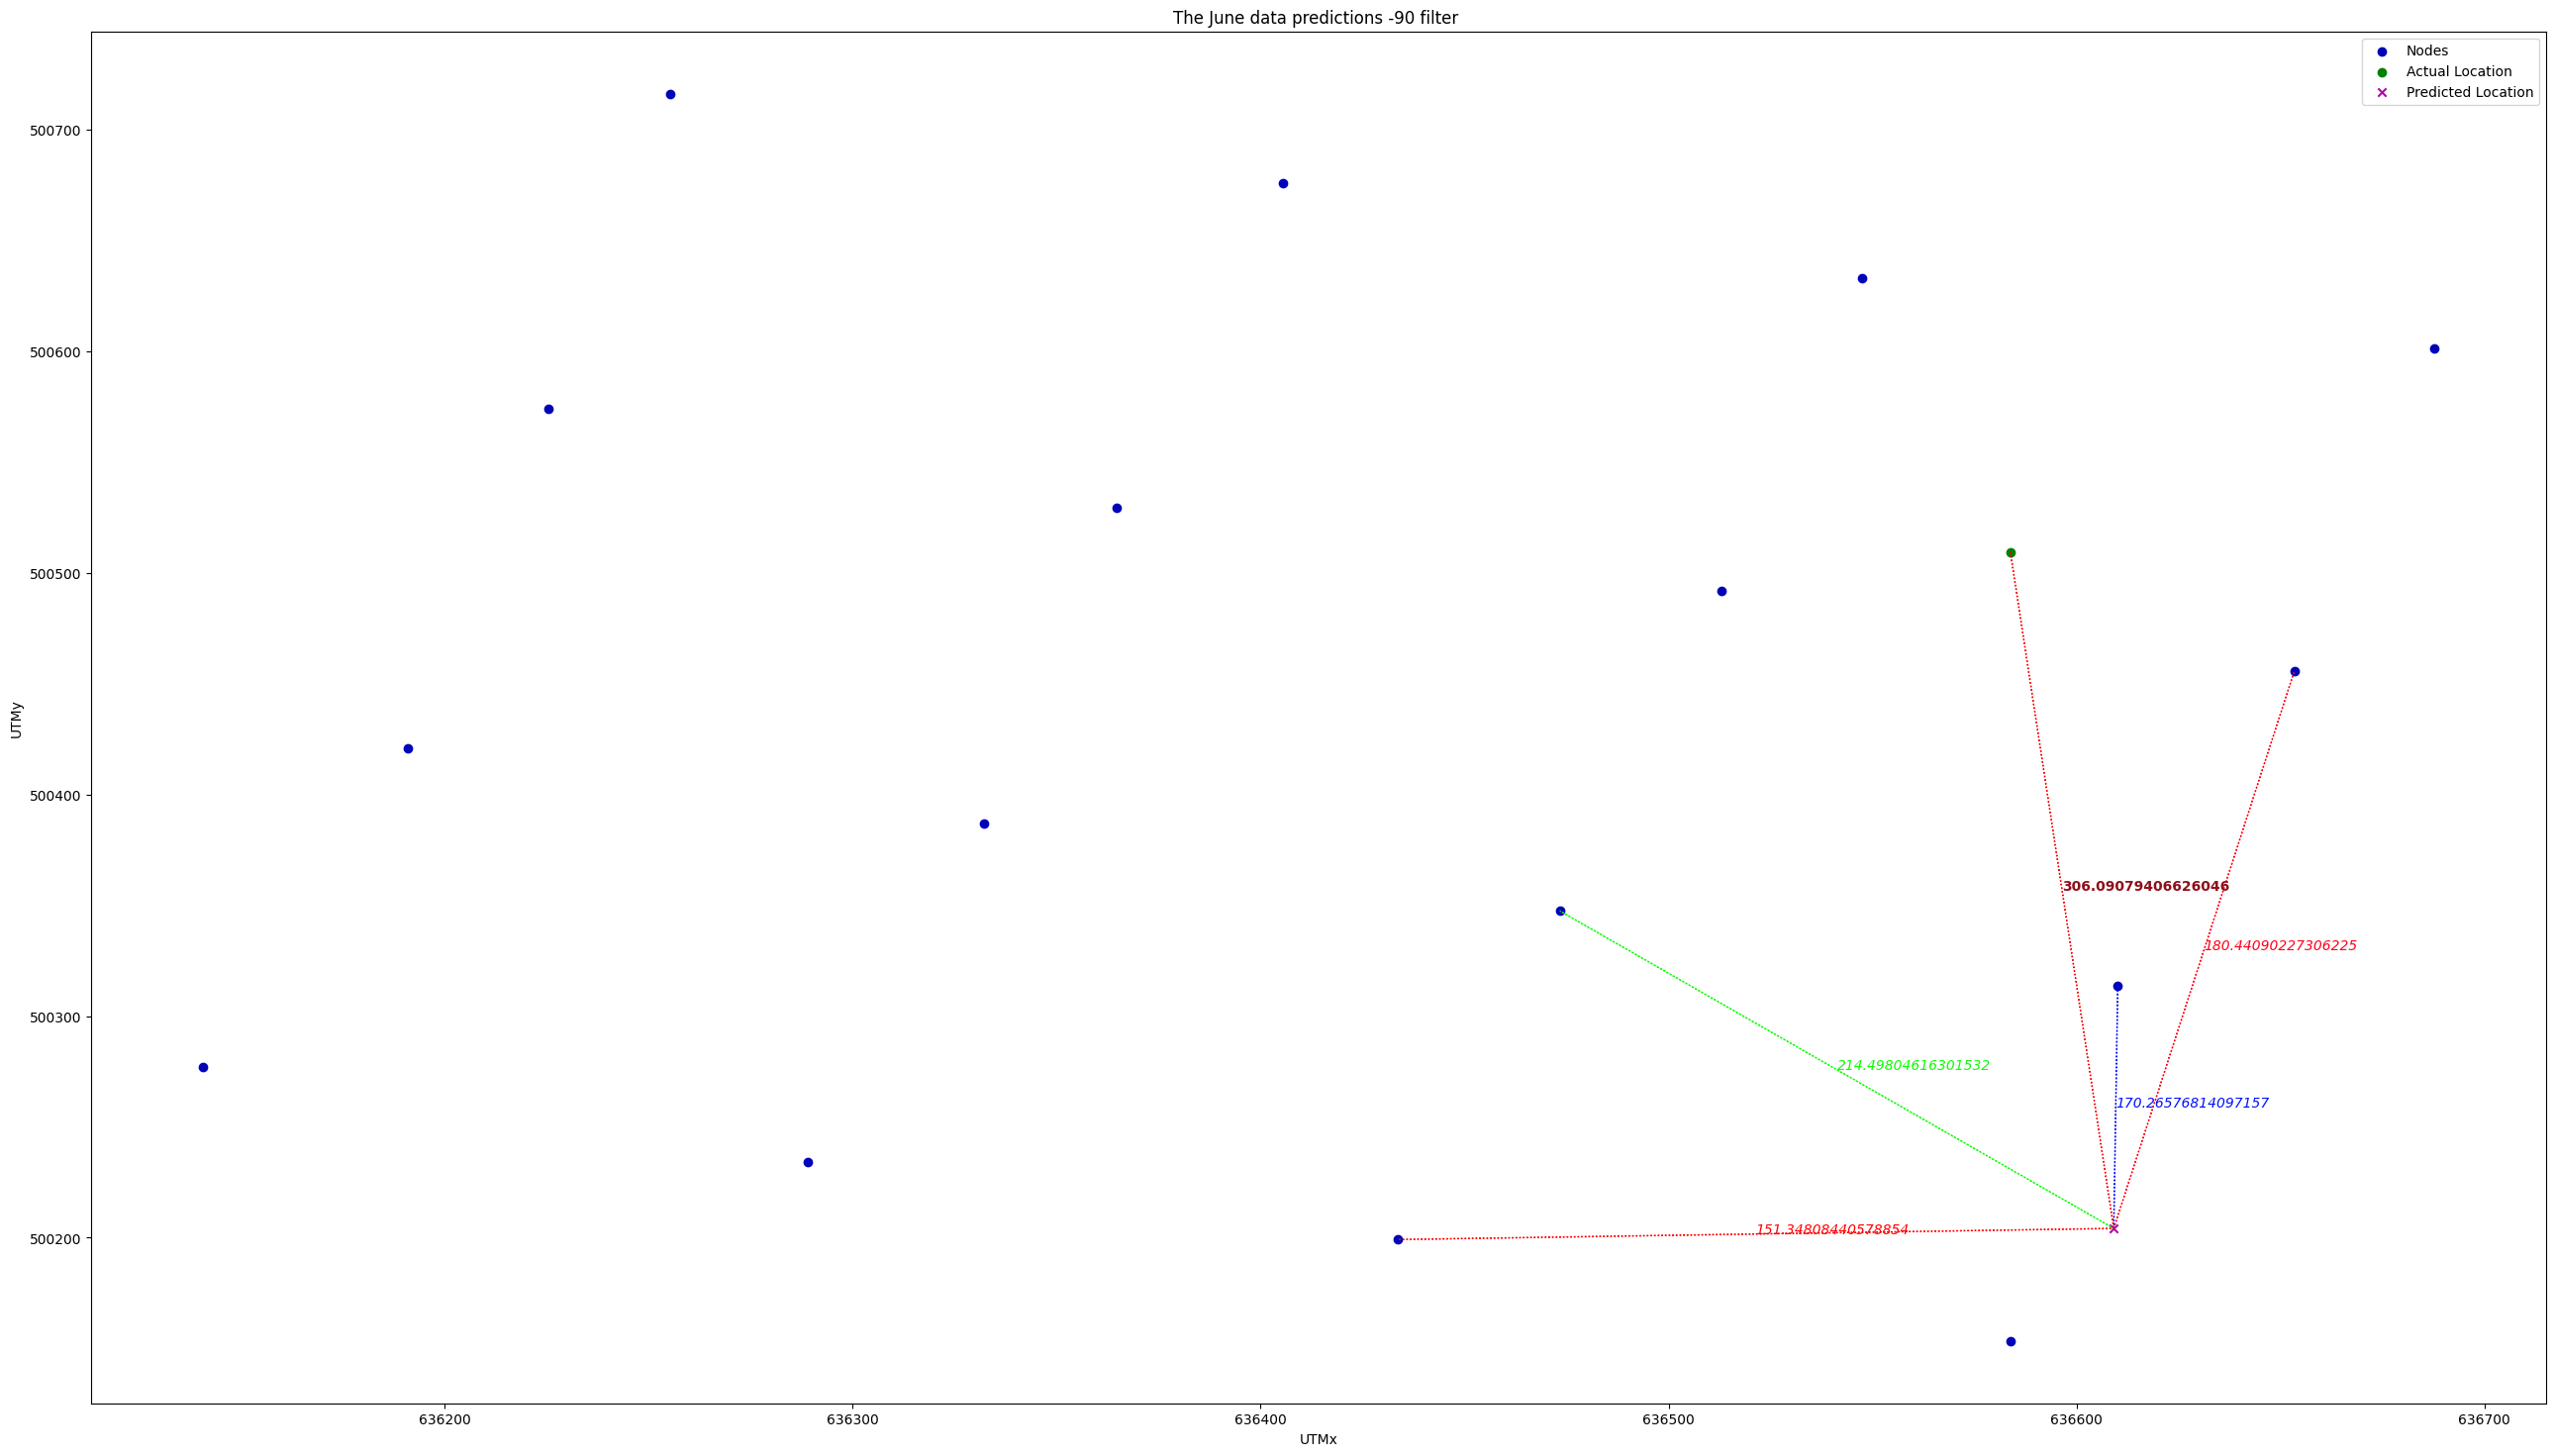 The June data predictions -90 filter
Nodes
Actual Location
Predicted Location
500700
500600
500500
500400
500300
500200
UTMy
306.09079406626046
180.44090227306225
214.49804616301532
170.26576814097157
151.34808440578854
636200
636300
636400
636500
636600
636700
UTMx